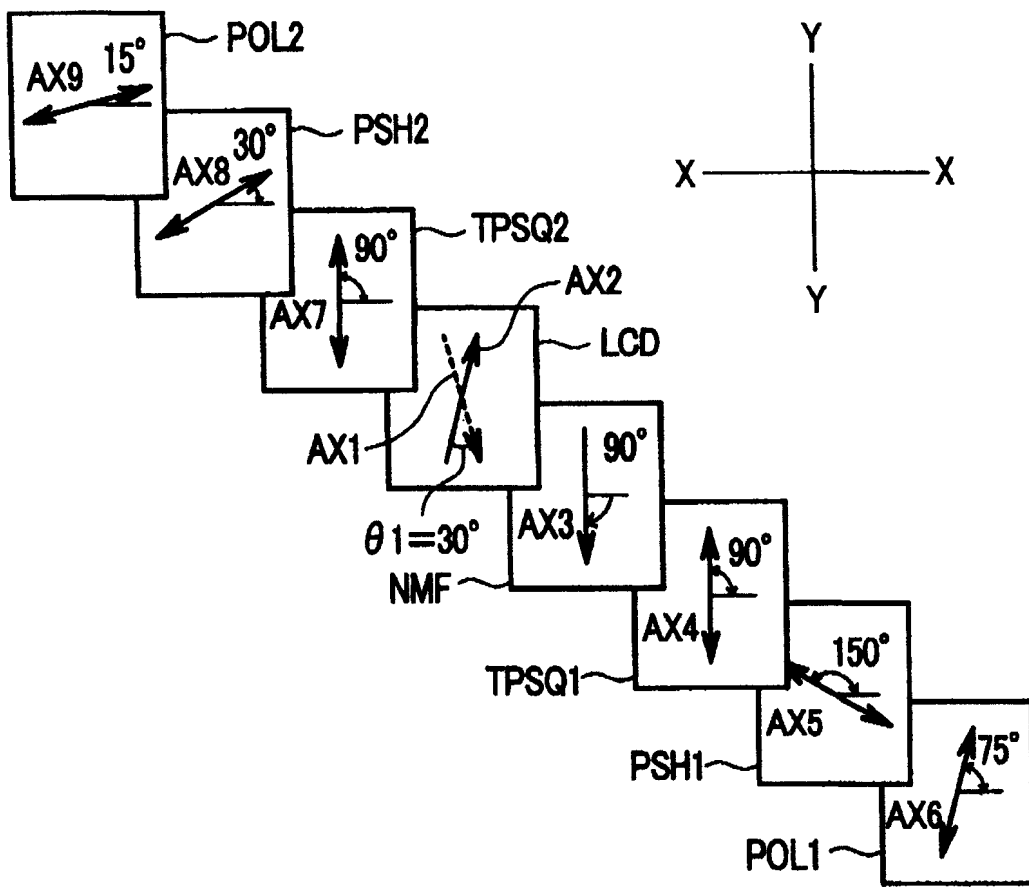 POL2
15°
AX9
Y
PSH2
30°
AX8
X
X
TPSQ2
90°
AX7
Y
AX2
LCD
AX1
θ1=30°
90°
AX3
NMF
90°
AX4
TPSQ1
150°
AX5
PSH1
75°
AX6
POL1